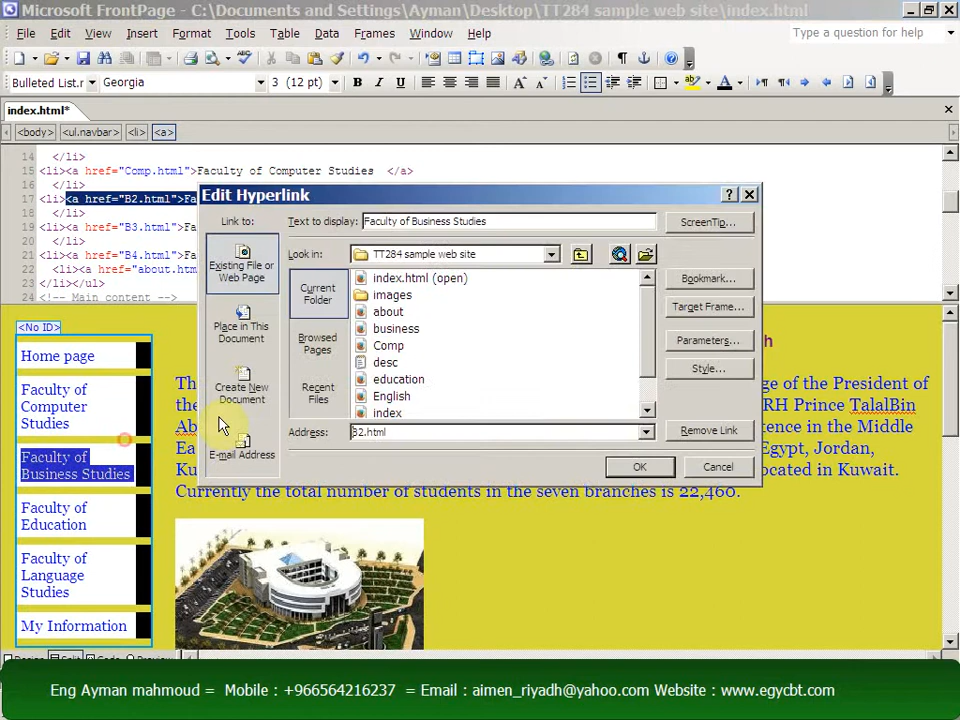 Microsoft FrontPage - C:\Documents and Settings\Ayman\Desktop\TT284 sample web site\index.html
File Edit View Insert Format Tools Table Data Frames Window Help
Type a question for help
Bulleted List.r Georgia 3 (12 pt) B I U
index.html*
<body> <ul.navbar> <li> <a>
14 </li>
15 <li><a href="Comp.html">Faculty of Computer Studies </a>
16 </li>
17 <li><a href="B2.html">Fa
18 </li>
19 <li><a href="B3.html">Fa
20 </li>
21 <li><a href="B4.html">Fa
22 <li><a href="about.htm
23 </li></ul>
24 <!-- Main content -->
Edit Hyperlink
Link to:
Text to display: Faculty of Business Studies
ScreenTip...
Existing File or Web Page
Look in: TT284 sample web site
Current Folder
index.html (open)
images
about
business
Comp
desc
education
English
index
Bookmark...
Target Frame...
Place in This Document
Browsed Pages
Parameters...
Style...
Create New Document
Recent Files
Address: B2.html
Remove Link
E-mail Address
OK
Cancel
<No ID>
Home page
Faculty of
Computer
Studies
Faculty of
Business Studies
Faculty of
Education
Faculty of
Language
Studies
My Information
h
Th
ge of the President of
the
RH Prince TalalBin
Ab
tence in the Middle
Ea
Egypt, Jordan,
Ku
ocated in Kuwait.
Currently the total number of students in the seven branches is 22,460.
Design Split Code Preview
Eng Ayman mahmoud = Mobile : +966564216237 = Email : aimen_riyadh@yahoo.com Website : www.egycbt.com